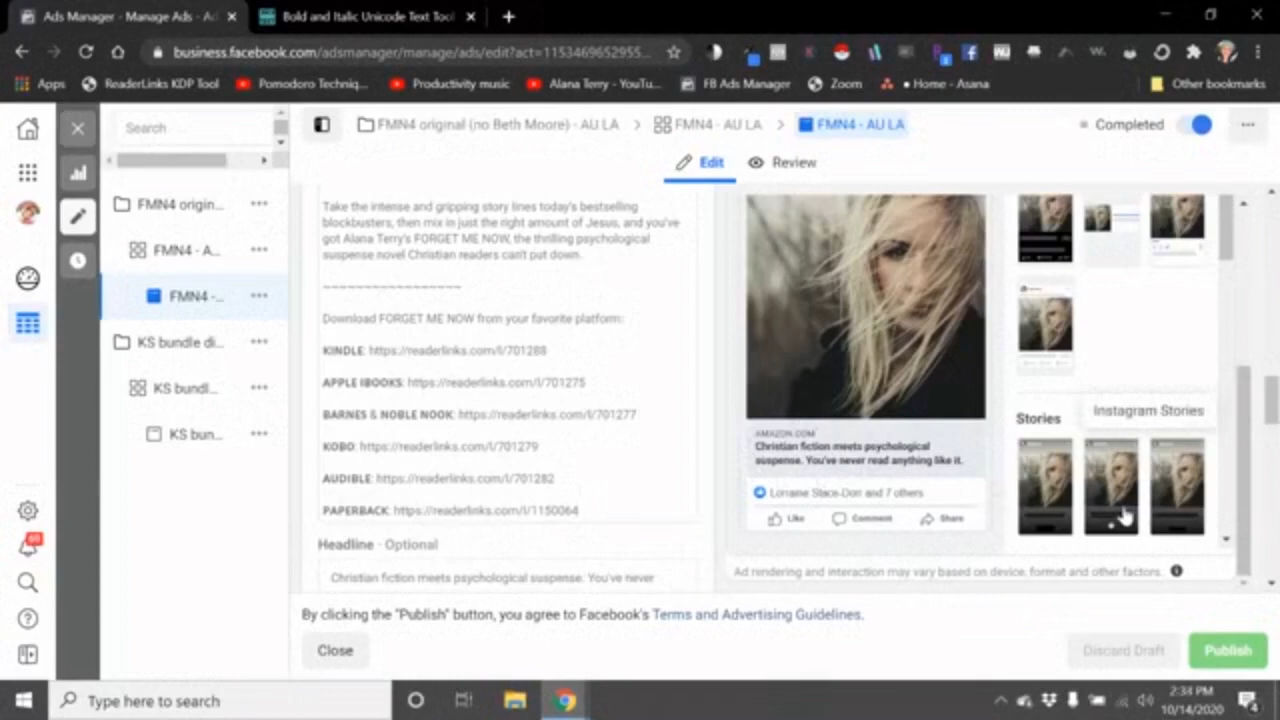 Ads Manager - Manage Ads - Ad
Bold and Italic Unicode Text Tool
business.facebook.com/adsmanager/manage/ads/edit?act=1153469652955...
Apps
ReaderLinks KDP Tool
Pomodoro Techniq...
Productivity music
Alana Terry - YouTu...
FB Ads Manager
Zoom
• Home - Asana
Other bookmarks
Search
FMN4 original (no Beth Moore) - AU LA
FMN4 - AU LA
FMN4 - AU LA
Completed
Edit
Review
FMN4 origin...
FMN4 - A...
FMN4 -...
KS bundle di...
KS bundl...
KS bun...
Take the intense and gripping story lines today's bestselling
blockbusters, then mix in just the right amount of Jesus, and you've
got Alana Terry's FORGET ME NOW, the thrilling psychological
suspense novel Christian readers can't put down.
~~~~~~~~~~~~~~~~~
Download FORGET ME NOW from your favorite platform:
KINDLE: https://readerlinks.com/l/701288
APPLE IBOOKS: https://readerlinks.com/l/701275
BARNES & NOBLE NOOK: https://readerlinks.com/l/701277
KOBO: https://readerlinks.com/l/701279
AUDIBLE: https://readerlinks.com/l/701282
PAPERBACK: https://readerlinks.com/l/1150064
Headline · Optional
Christian fiction meets psychological suspense. You've never
AMAZON.COM
Christian fiction meets psychological
suspense. You've never read anything like it.
Lorraine Stace-Dorr and 7 others
Like
Comment
Share
Stories
Instagram Stories
Ad rendering and interaction may vary based on device, format and other factors.
By clicking the "Publish" button, you agree to Facebook's Terms and Advertising Guidelines.
Close
Discard Draft
Publish
Type here to search
2:34 PM
10/14/2020
4